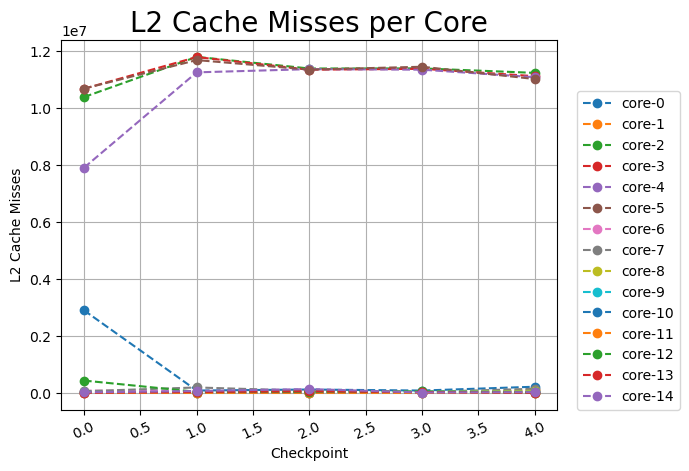 L2 Cache Misses per Core
1e7
1.2
1.0
0.8
0.6
0.4
0.2
0.0
L2 Cache Misses
0.0 0.5 1.0 1.5 2.0 2.5 3.0 3.5 4.0
Checkpoint
core-0
core-1
core-2
core-3
core-4
core-5
core-6
core-7
core-8
core-9
core-10
core-11
core-12
core-13
core-14